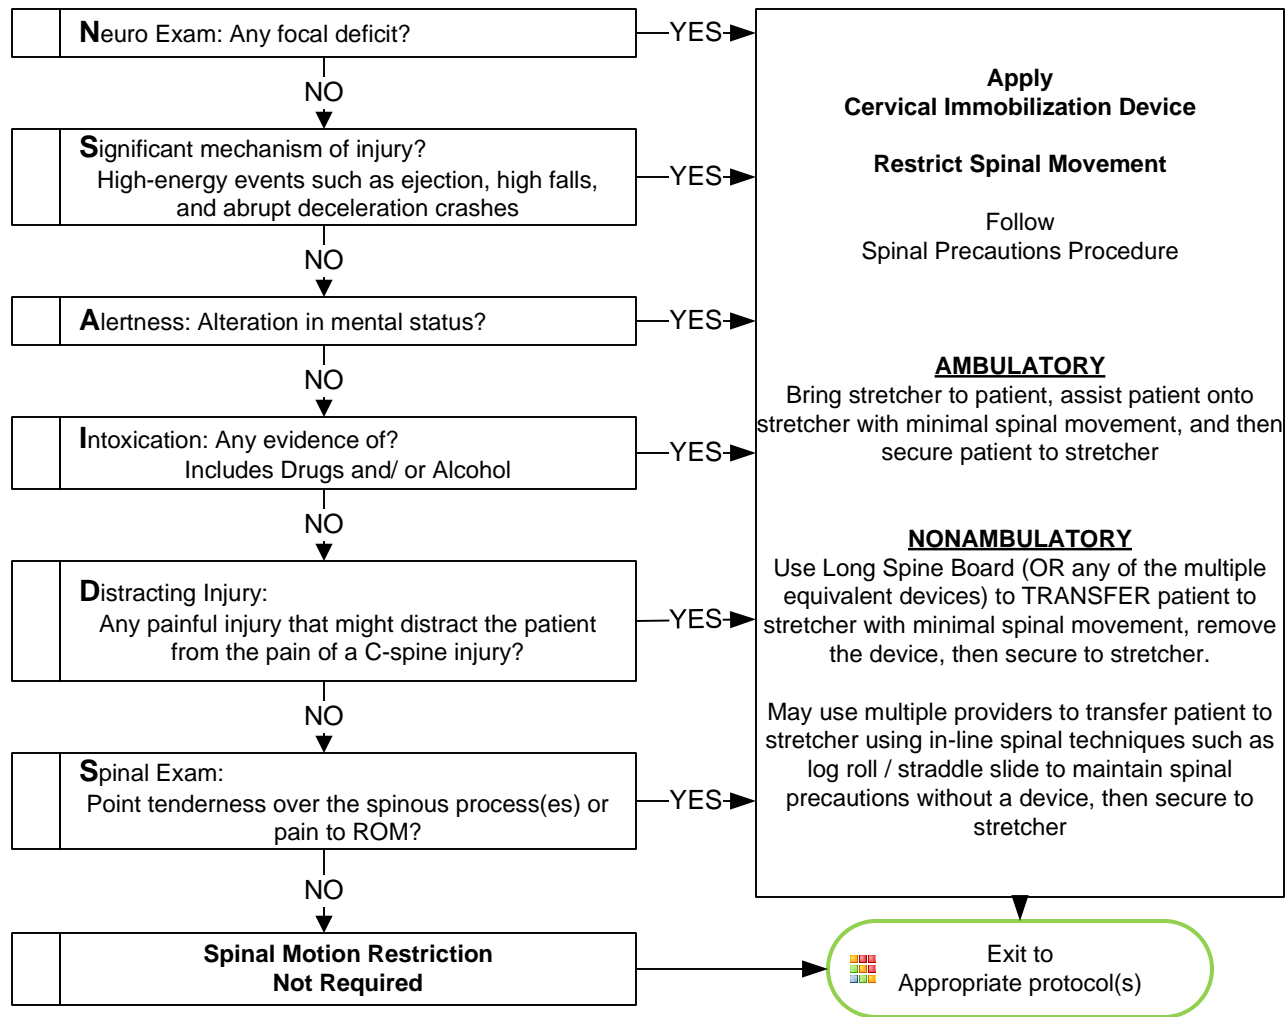 Neuro Exam: Any focal deficit?
YES
NO
Significant mechanism of injury?
High-energy events such as ejection, high falls,
and abrupt deceleration crashes
YES
NO
Alertness: Alteration in mental status?
YES
NO
Intoxication: Any evidence of?
Includes Drugs and/ or Alcohol
YES
NO
Distracting Injury:
Any painful injury that might distract the patient
from the pain of a C-spine injury?
YES
NO
Spinal Exam:
Point tenderness over the spinous process(es) or
pain to ROM?
YES
NO
Spinal Motion Restriction
Not Required
Apply
Cervical Immobilization Device
Restrict Spinal Movement
Follow
Spinal Precautions Procedure
AMBULATORY
Bring stretcher to patient, assist patient onto
stretcher with minimal spinal movement, and then
secure patient to stretcher
NONAMBULATORY
Use Long Spine Board (OR any of the multiple
equivalent devices) to TRANSFER patient to
stretcher with minimal spinal movement, remove
the device, then secure to stretcher.
May use multiple providers to transfer patient to
stretcher using in-line spinal techniques such as
log roll / straddle slide to maintain spinal
precautions without a device, then secure to
stretcher
Exit to
Appropriate protocol(s)